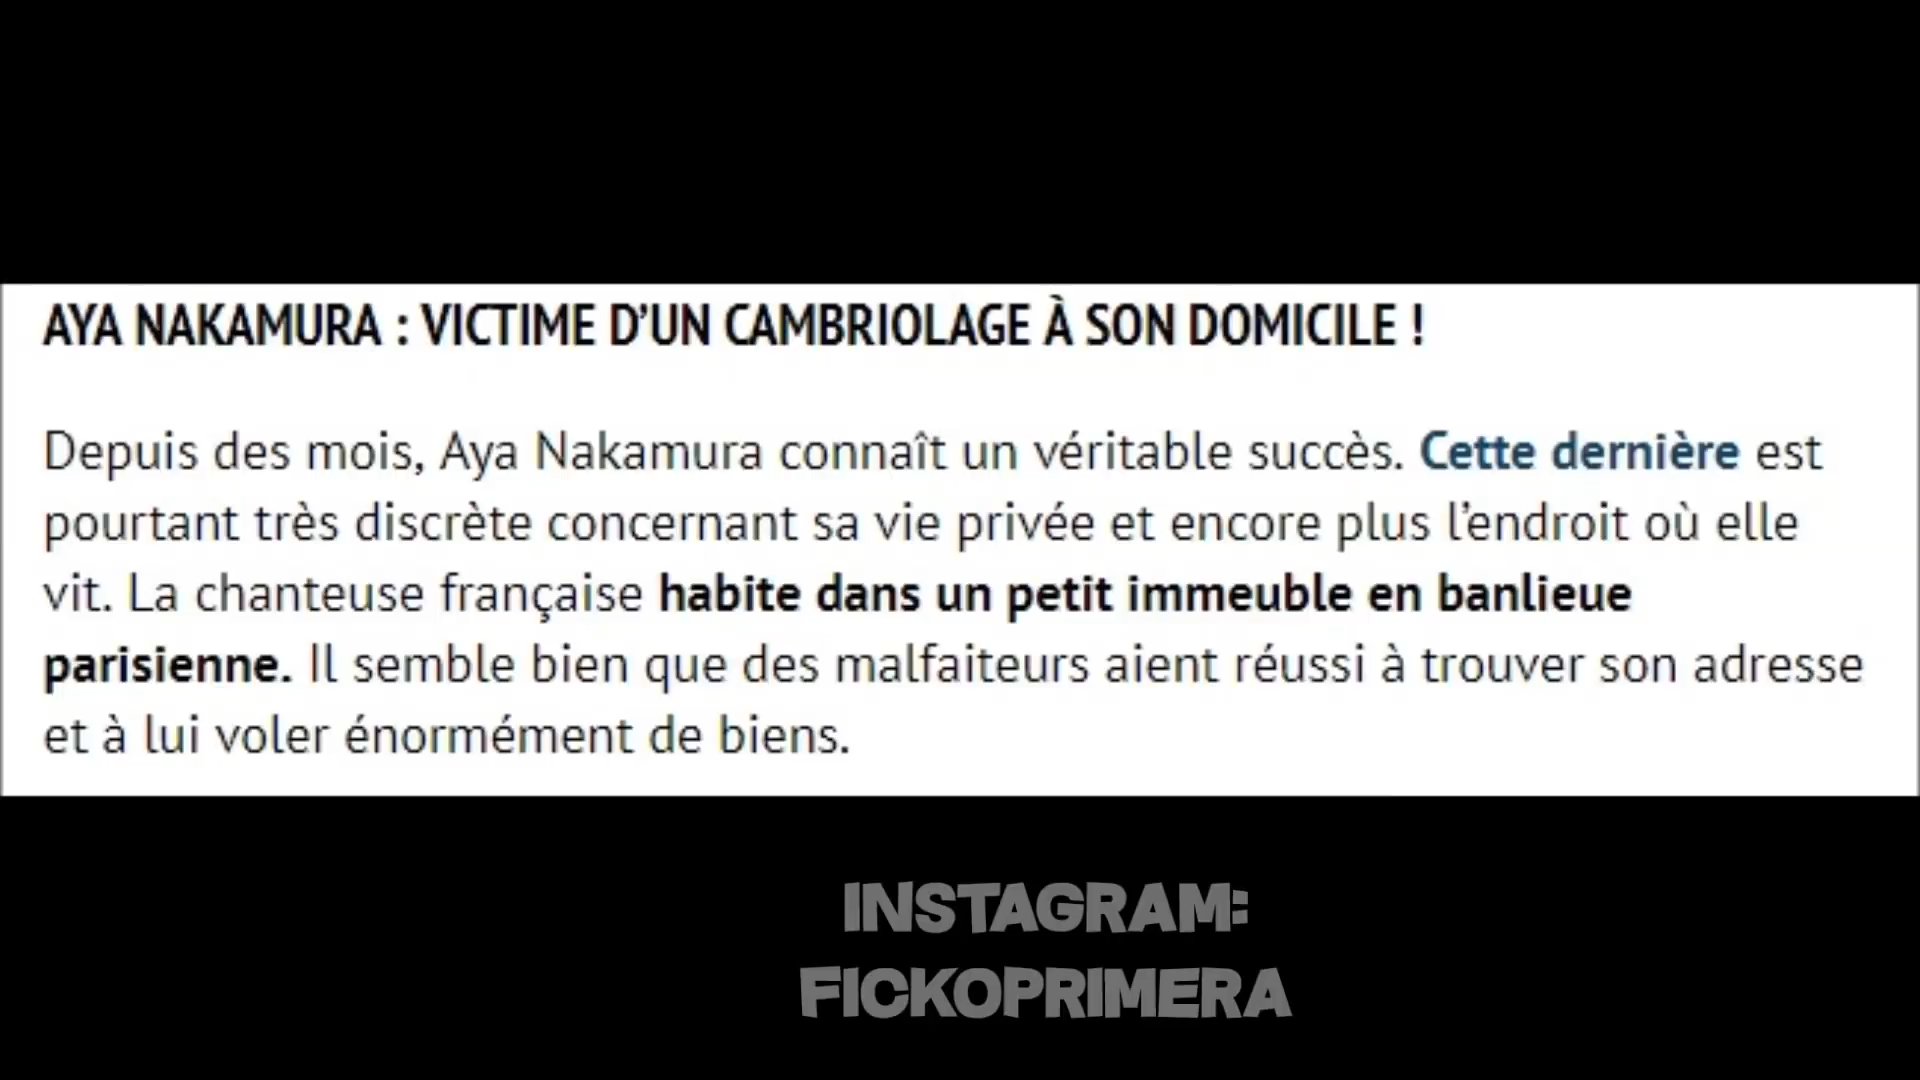 AYA NAKAMURA : VICTIME D’UN CAMBRIOLAGE À SON DOMICILE !
Depuis des mois, Aya Nakamura connaît un véritable succès. Cette dernière est
pourtant très discrète concernant sa vie privée et encore plus l’endroit où elle
vit. La chanteuse française habite dans un petit immeuble en banlieue
parisienne. Il semble bien que des malfaiteurs aient réussi à trouver son adresse
et à lui voler énormément de biens.
INSTAGRAM:
FICKOPRIMERA